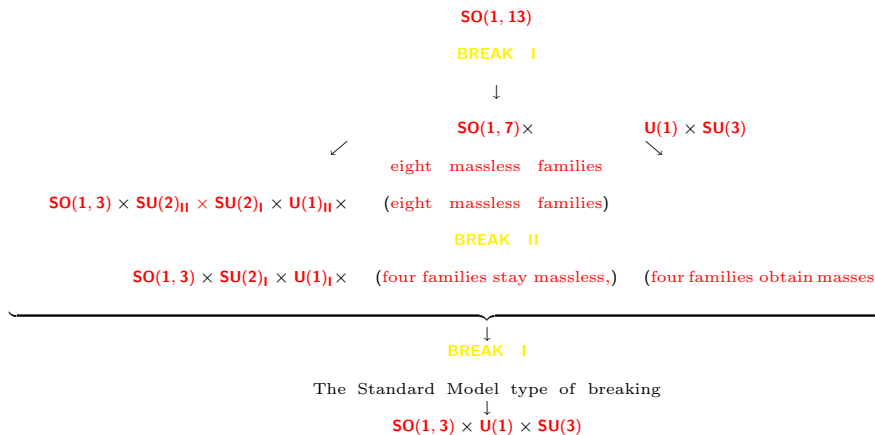 SO(1, 13)
BREAK I
↓
SO(1, 7)× U(1) × SU(3)
↙ ↘
eight massless families
SO(1, 3) × SU(2)II × SU(2)I × U(1)II× (eight massless families)
BREAK II
SO(1, 3) × SU(2)I × U(1)I× (four families stay massless,) (four families obtain masses
↓
BREAK I
The Standard Model type of breaking
↓
SO(1, 3) × U(1) × SU(3)